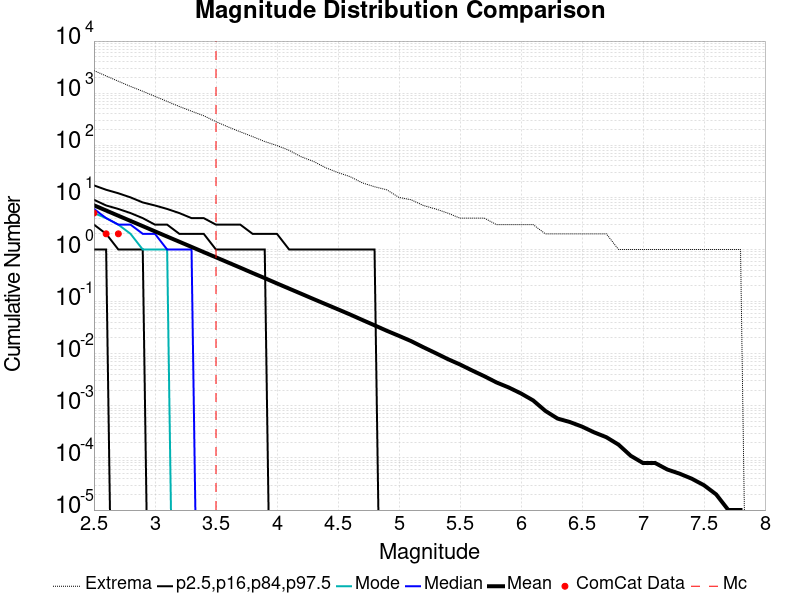 Magnitude Distribution Comparison
10 4
10 3
10 2
10 1
10 0
10 -1
10 -2
10 -3
10 -4
10 -5
Cumulative Number
2.5 3 3.5 4 4.5 5 5.5 6 6.5 7 7.5 8
Magnitude
Extrema p2.5,p16,p84,p97.5 Mode Median Mean ComCat Data Mc